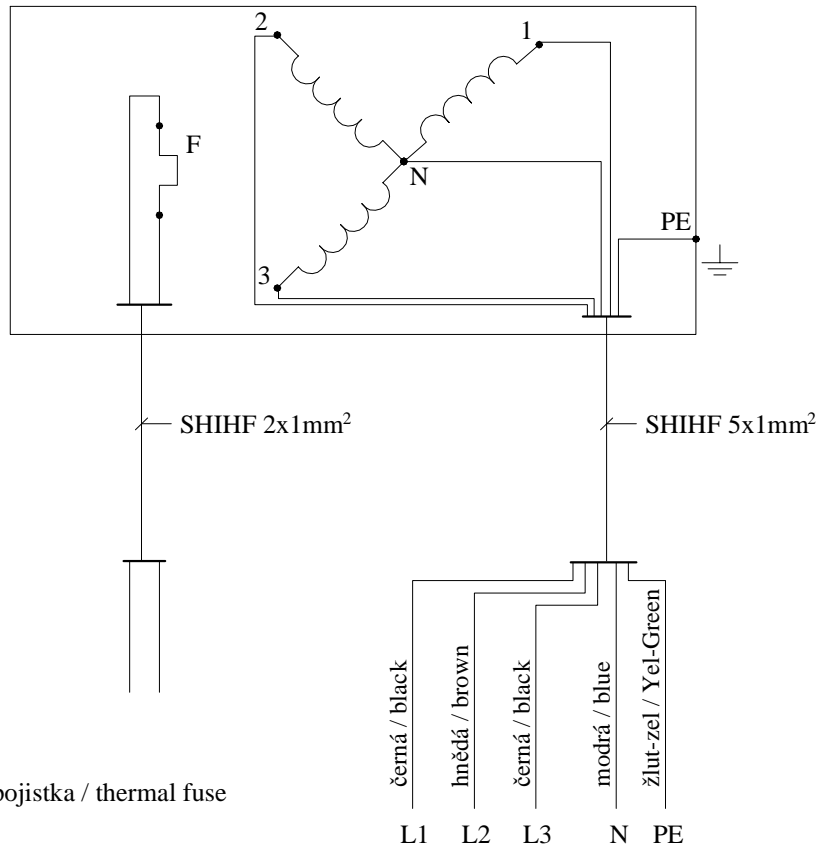 2
1
F
N
PE
3
SHIHF 2x1mm²
SHIHF 5x1mm²
černá / black
hnědá / brown
černá / black
modrá / blue
žlut-zel / Yel-Green
pojistka / thermal fuse
L1 L2 L3 N PE